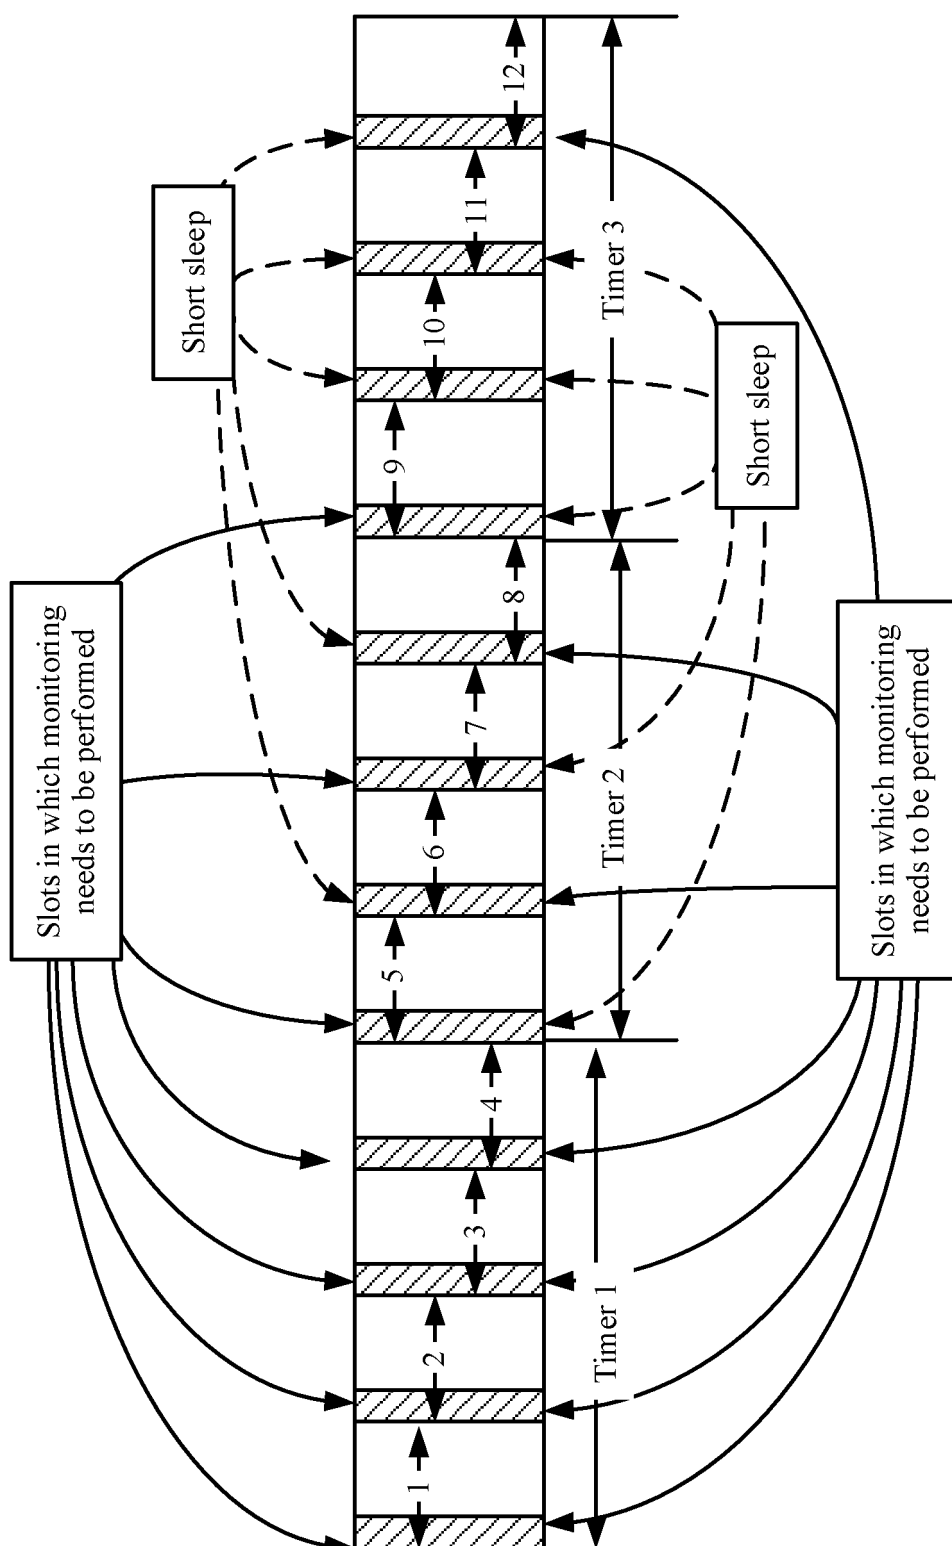 Slots in which monitoring
needs to be performed
Short sleep
1
2
3
4
5
6
7
8
9
10
11
12
Timer 1
Timer 2
Timer 3
Short sleep
Slots in which monitoring
needs to be performed